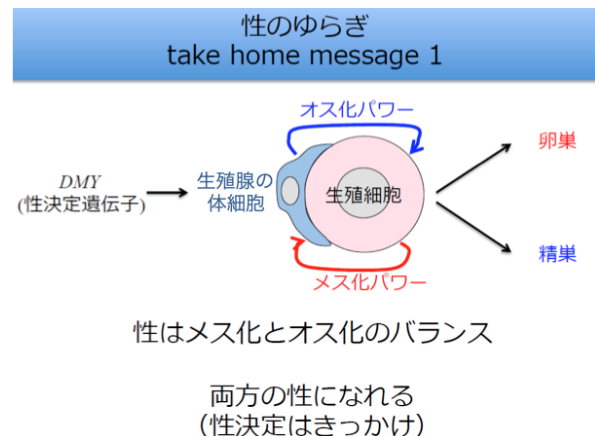 性のゆらぎ
take home message 1
オス化パワー
卵巣
DMY
(性決定遺伝子)
生殖腺の
体細胞
生殖細胞
精巣
メス化パワー
性はメス化とオス化のバランス
両方の性になれる
（性決定はきっかけ）